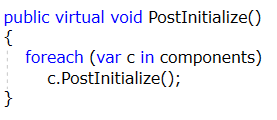 public virtual void PostInitialize()
{
    foreach (var c in components)
        c.PostInitialize();
}